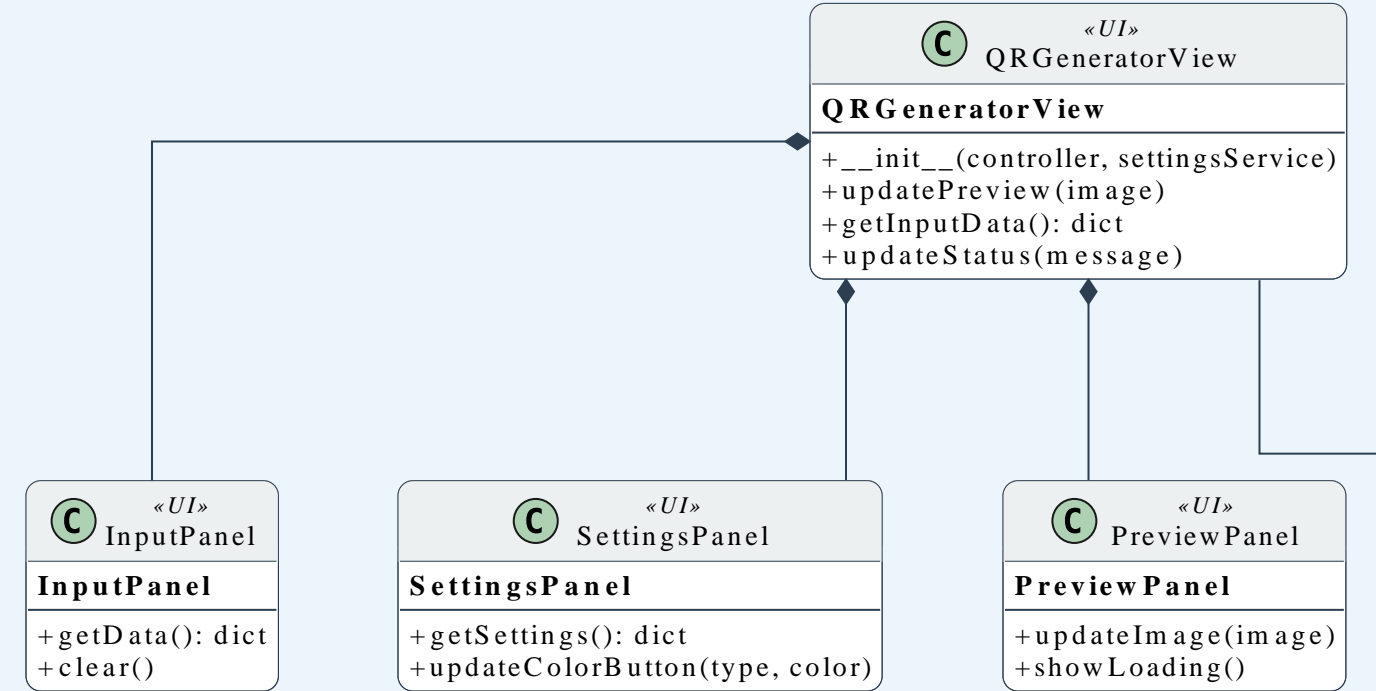 C
«UI»
QRGeneratorView
QRGeneratorView
+__init__(controller, settingsService)
+updatePreview(image)
+getInputData(): dict
+updateStatus(message)
C
«UI»
InputPanel
InputPanel
+getData(): dict
+clear()
C
«UI»
SettingsPanel
SettingsPanel
+getSettings(): dict
+updateColorButton(type, color)
C
«UI»
PreviewPanel
PreviewPanel
+updateImage(image)
+showLoading()